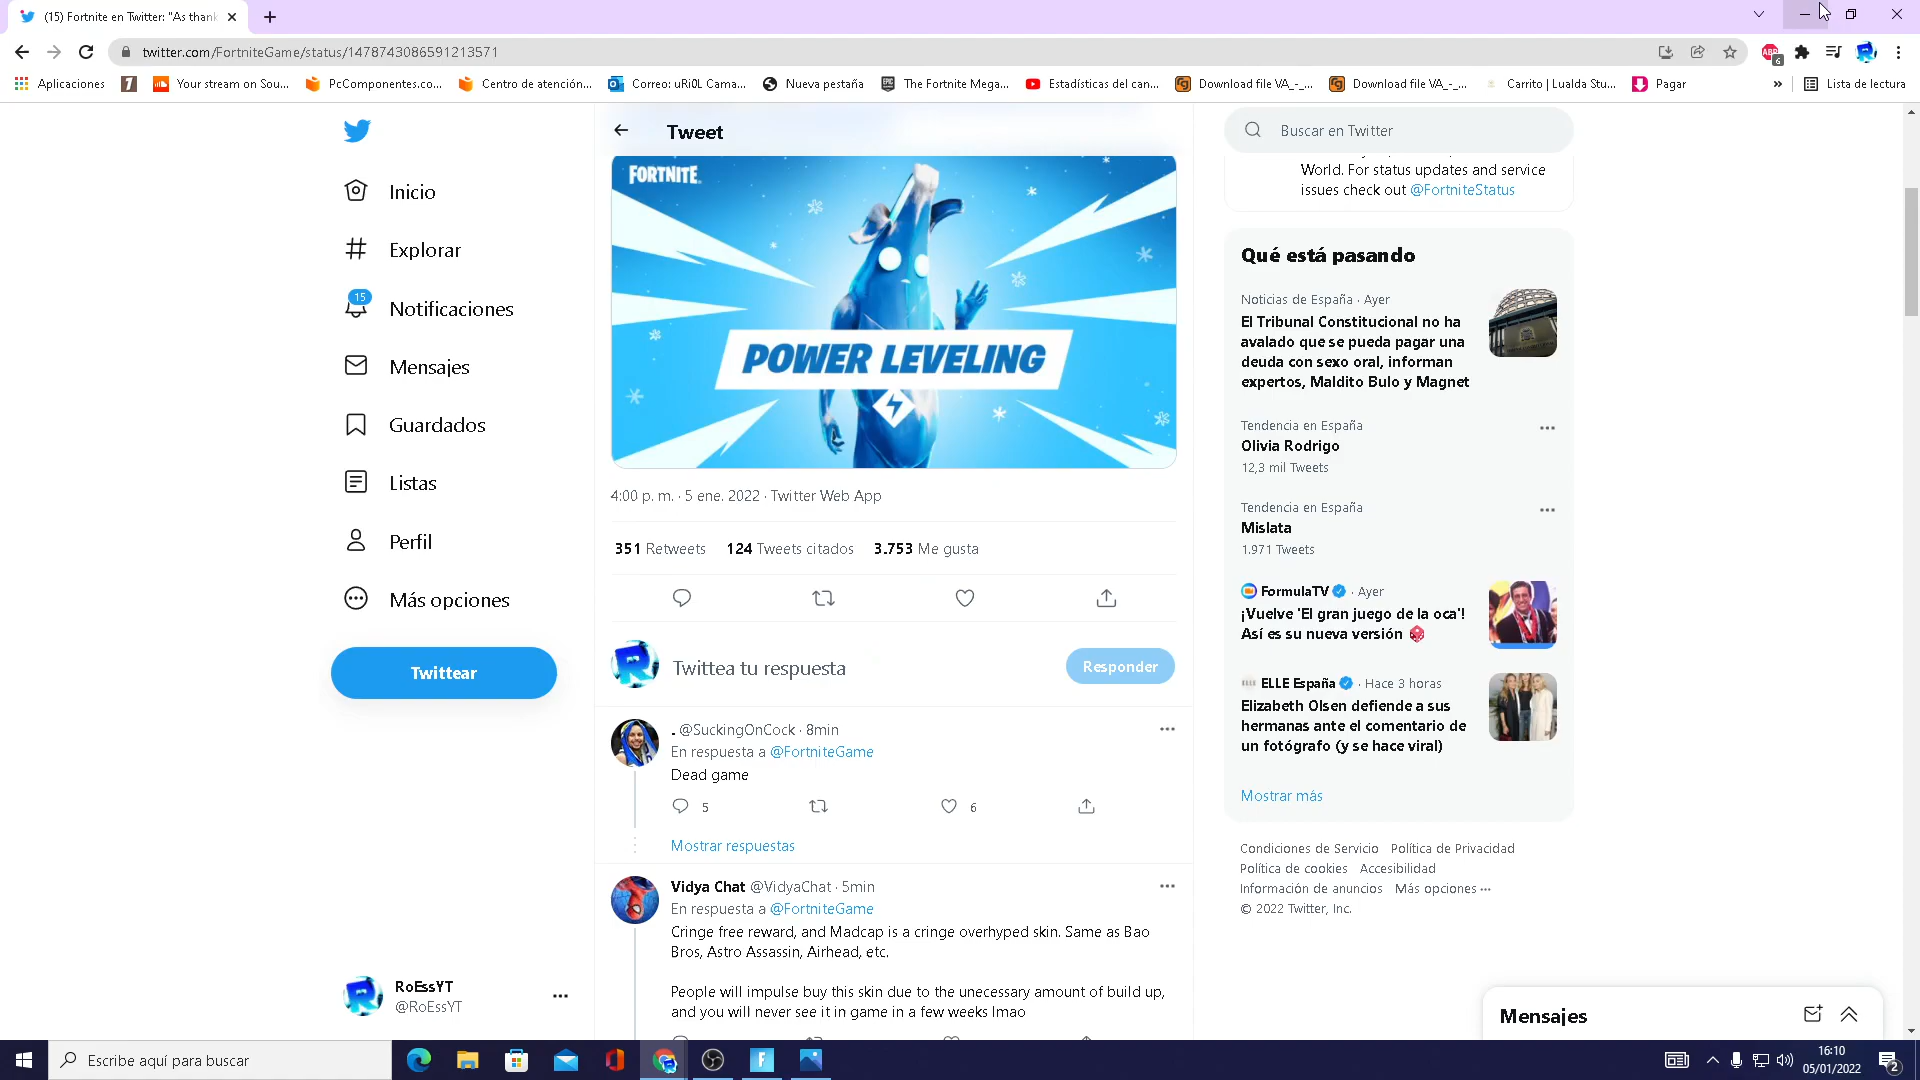 (15) Fortnite en Twitter: "As thank
twitter.com/FortniteGame/status/1478743086591213571
ABP
6
Aplicaciones
Your stream on Sou...
PcComponentes.co...
Centro de atención...
Correo: uRi0L Cama...
Nueva pestaña
The Fortnite Mega...
Estadísticas del can...
Download file VA_-_...
Download file VA_-_...
Carrito | Lualda Stu...
Pagar
»
Lista de lectura
Inicio
Explorar
15
Notificaciones
Mensajes
Guardados
Listas
Perfil
Más opciones
Twittear
RoEssYT
@RoEssYT
Tweet
FORTNITE
POWER LEVELING
4:00 p. m. · 5 ene. 2022 · Twitter Web App
351 Retweets 124 Tweets citados 3.753 Me gusta
Twittea tu respuesta
Responder
. @SuckingOnCock · 8min
En respuesta a @FortniteGame
Dead game
5
6
Mostrar respuestas
Vidya Chat @VidyaChat · 5min
En respuesta a @FortniteGame
Cringe free reward, and Madcap is a cringe overhyped skin. Same as Bao
Bros, Astro Assassin, Airhead, etc.
People will impulse buy this skin due to the unecessary amount of build up,
and you will never see it in game in a few weeks lmao
Buscar en Twitter
World. For status updates and service
issues check out @FortniteStatus
Qué está pasando
Noticias de España · Ayer
El Tribunal Constitucional no ha
avalado que se pueda pagar una
deuda con sexo oral, informan
expertos, Maldito Bulo y Magnet
Tendencia en España
Olivia Rodrigo
12,3 mil Tweets
Tendencia en España
Mislata
1.971 Tweets
FormulaTV · Ayer
¡Vuelve 'El gran juego de la oca'!
Así es su nueva versión
ELLE España · Hace 3 horas
Elizabeth Olsen defiende a sus
hermanas ante el comentario de
un fotógrafo (y se hace viral)
Mostrar más
Condiciones de Servicio Política de Privacidad
Política de cookies Accesibilidad
Información de anuncios Más opciones ···
© 2022 Twitter, Inc.
Mensajes
Escribe aquí para buscar
16:10
05/01/2022
2